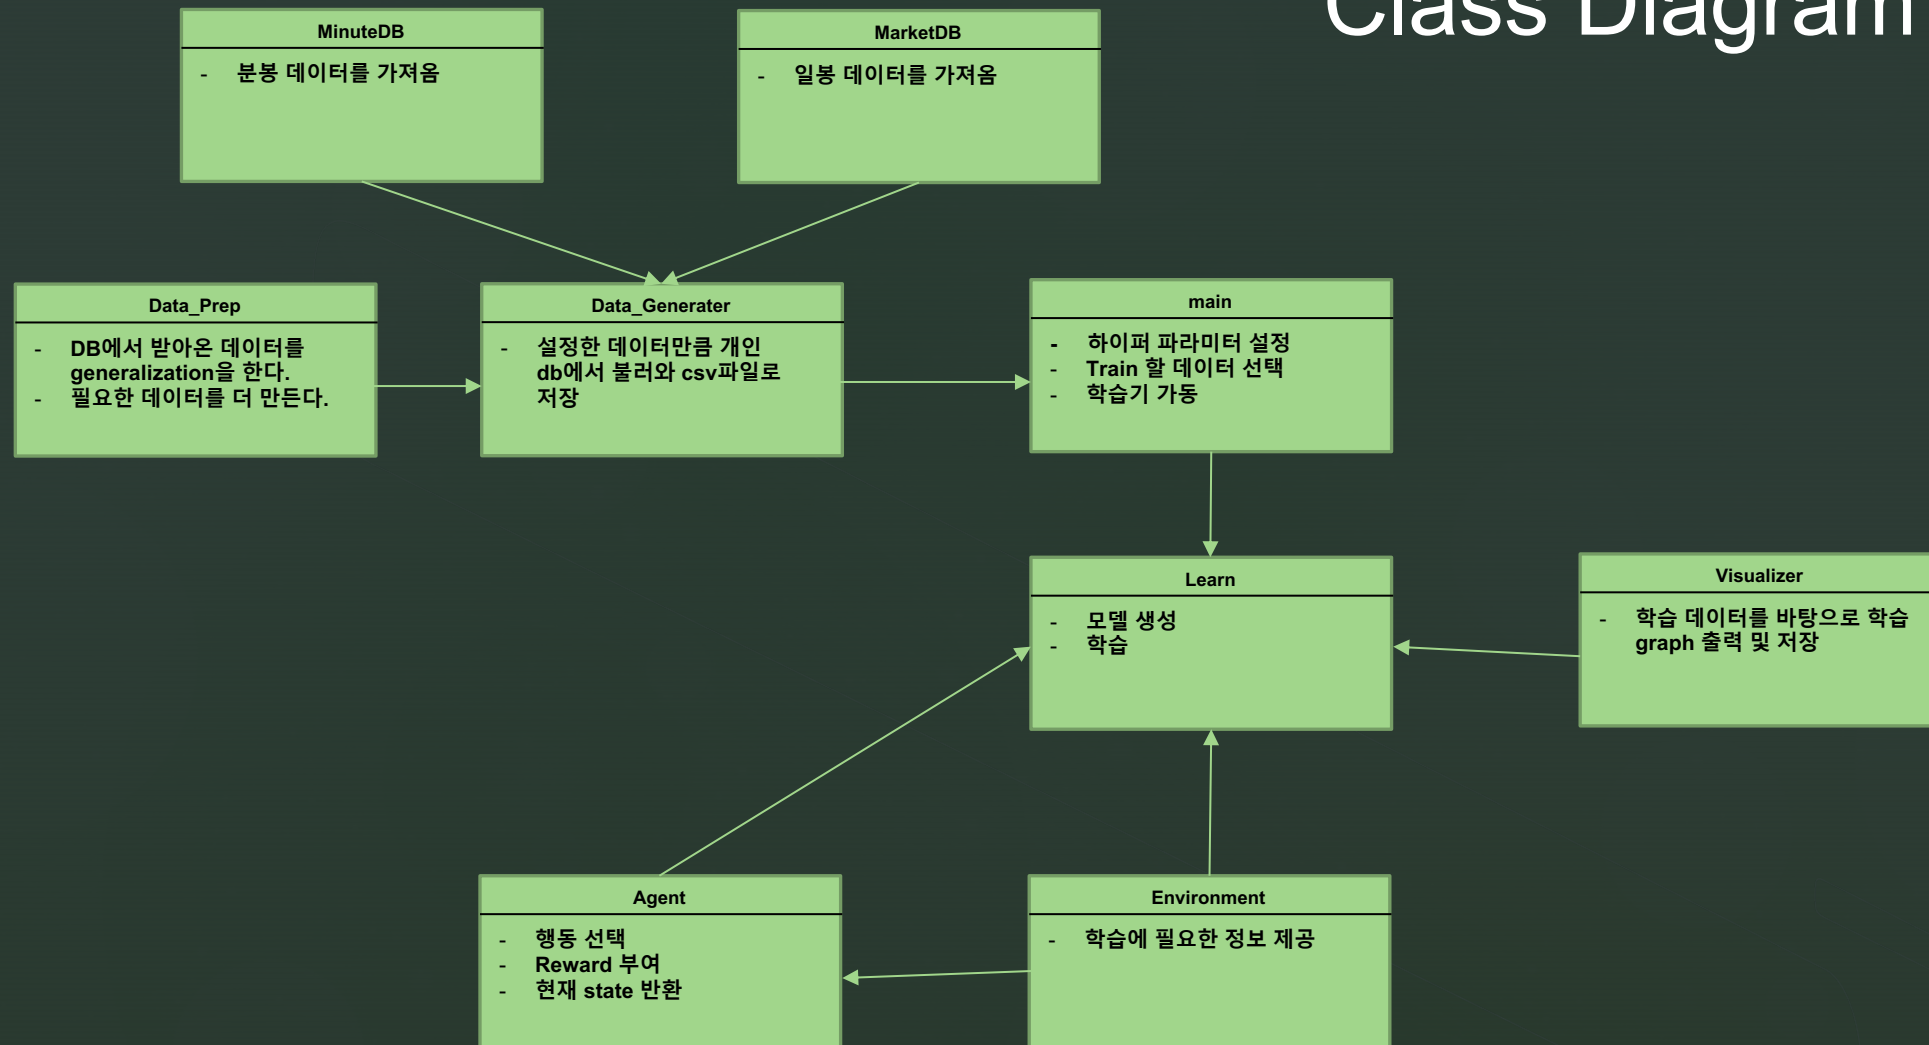 Class Diagram
MinuteDB
- 분봉 데이터를 가져옴
MarketDB
- 일봉 데이터를 가져옴
Data_Prep
- DB에서 받아온 데이터를
generalization을 한다.
- 필요한 데이터를 더 만든다.
Data_Generater
- 설정한 데이터만큼 개인
db에서 불러와 csv파일로
저장
main
- 하이퍼 파라미터 설정
- Train 할 데이터 선택
- 학습기 가동
Learn
- 모델 생성
- 학습
Visualizer
- 학습 데이터를 바탕으로 학습
graph 출력 및 저장
Agent
- 행동 선택
- Reward 부여
- 현재 state 반환
Environment
- 학습에 필요한 정보 제공